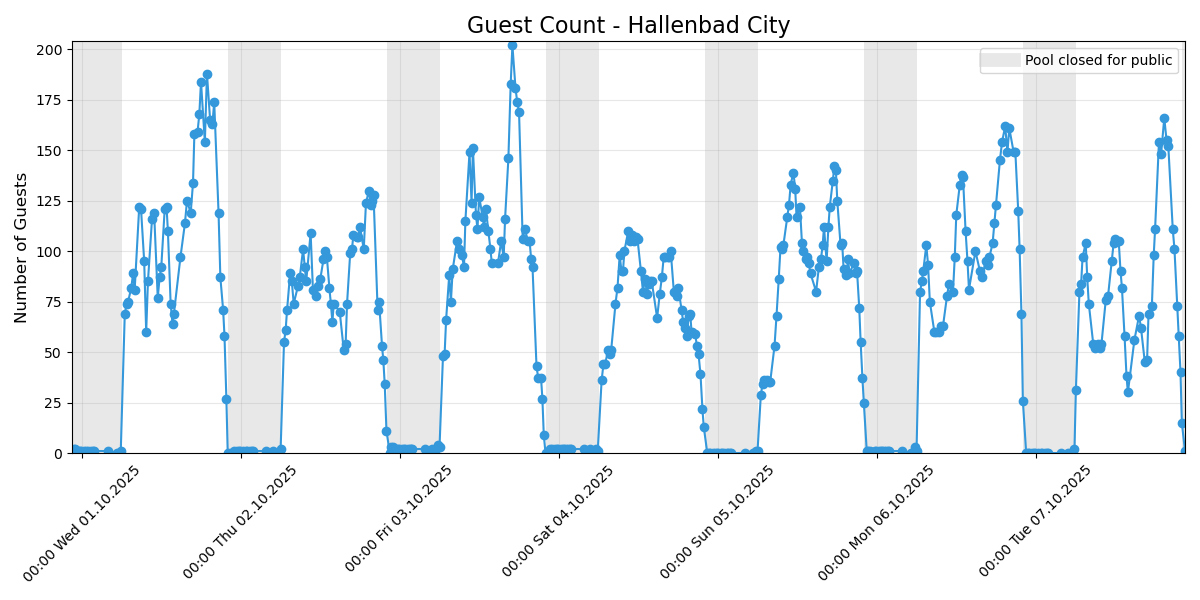 Guest Count - Hallenbad City
Pool closed for public
Number of Guests
200
175
150
125
100
75
50
25
0
00:00 Wed 01.10.2025
00:00 Thu 02.10.2025
00:00 Fri 03.10.2025
00:00 Sat 04.10.2025
00:00 Sun 05.10.2025
00:00 Mon 06.10.2025
00:00 Tue 07.10.2025